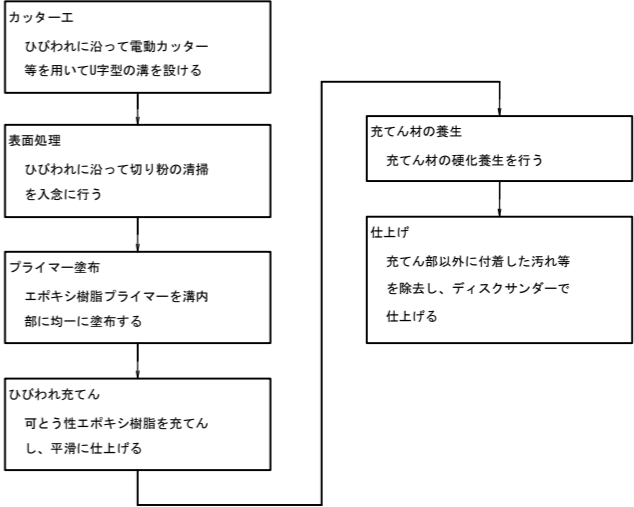 カッター工
ひびわれに沿って電動カッター
等を用いてU字型の溝を設ける
表面処理
ひびわれに沿って切り粉の清掃
を入念に行う
プライマー塗布
エポキシ樹脂プライマーを溝内
部に均一に塗布する
ひびわれ充てん
可とう性エポキシ樹脂を充てん
し、平滑に仕上げる
充てん材の養生
充てん材の硬化養生を行う
仕上げ
充てん部以外に付着した汚れ等
を除去し、ディスクサンダーで
仕上げる